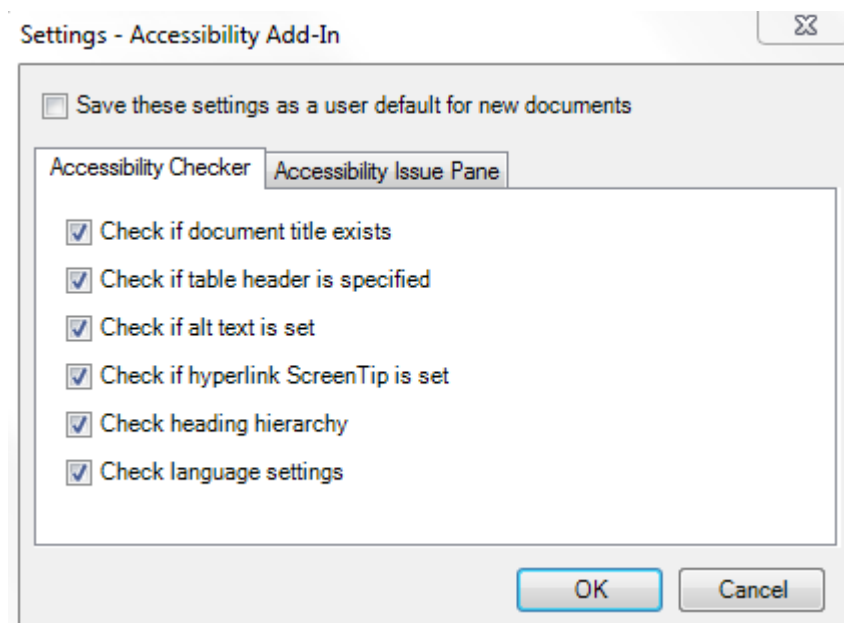 Settings - Accessibility Add-In
Save these settings as a user default for new documents
Accessibility Checker
Accessibility Issue Pane
Check if document title exists
Check if table header is specified
Check if alt text is set
Check if hyperlink ScreenTip is set
Check heading hierarchy
Check language settings
OK
Cancel